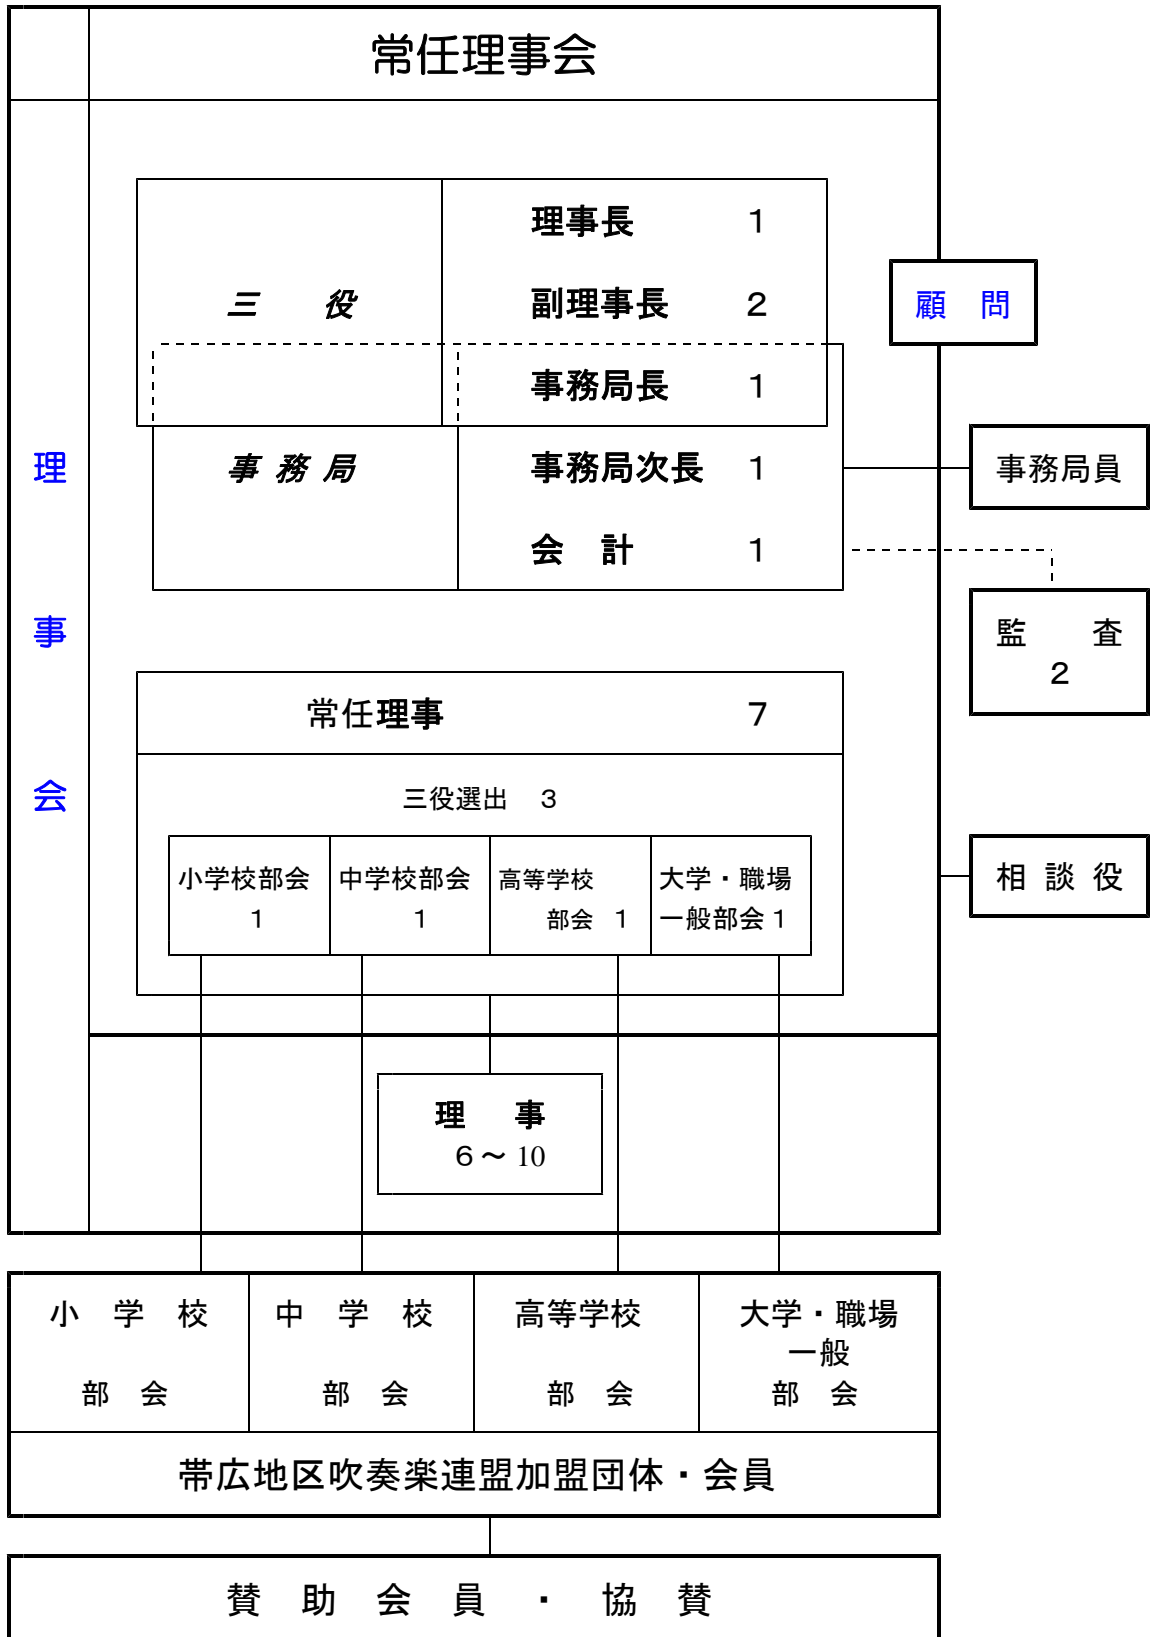 常任理事会
理事会
三　役
理事長　1
副理事長　2
事務局長　1
事務局
事務局次長　1
会　計　1
顧　問
事務局員
監　査
2
常任理事　7
三役選出　3
小学校部会
1
中学校部会
1
高等学校
部会　1
大学・職場
一般部会 1
相 談 役
理　事
6～10
小　学　校
部　会
中　学　校
部　会
高等学校
部　会
大学・職場
一般
部　会
帯広地区吹奏楽連盟加盟団体・会員
賛　助　会　員　・　協　賛